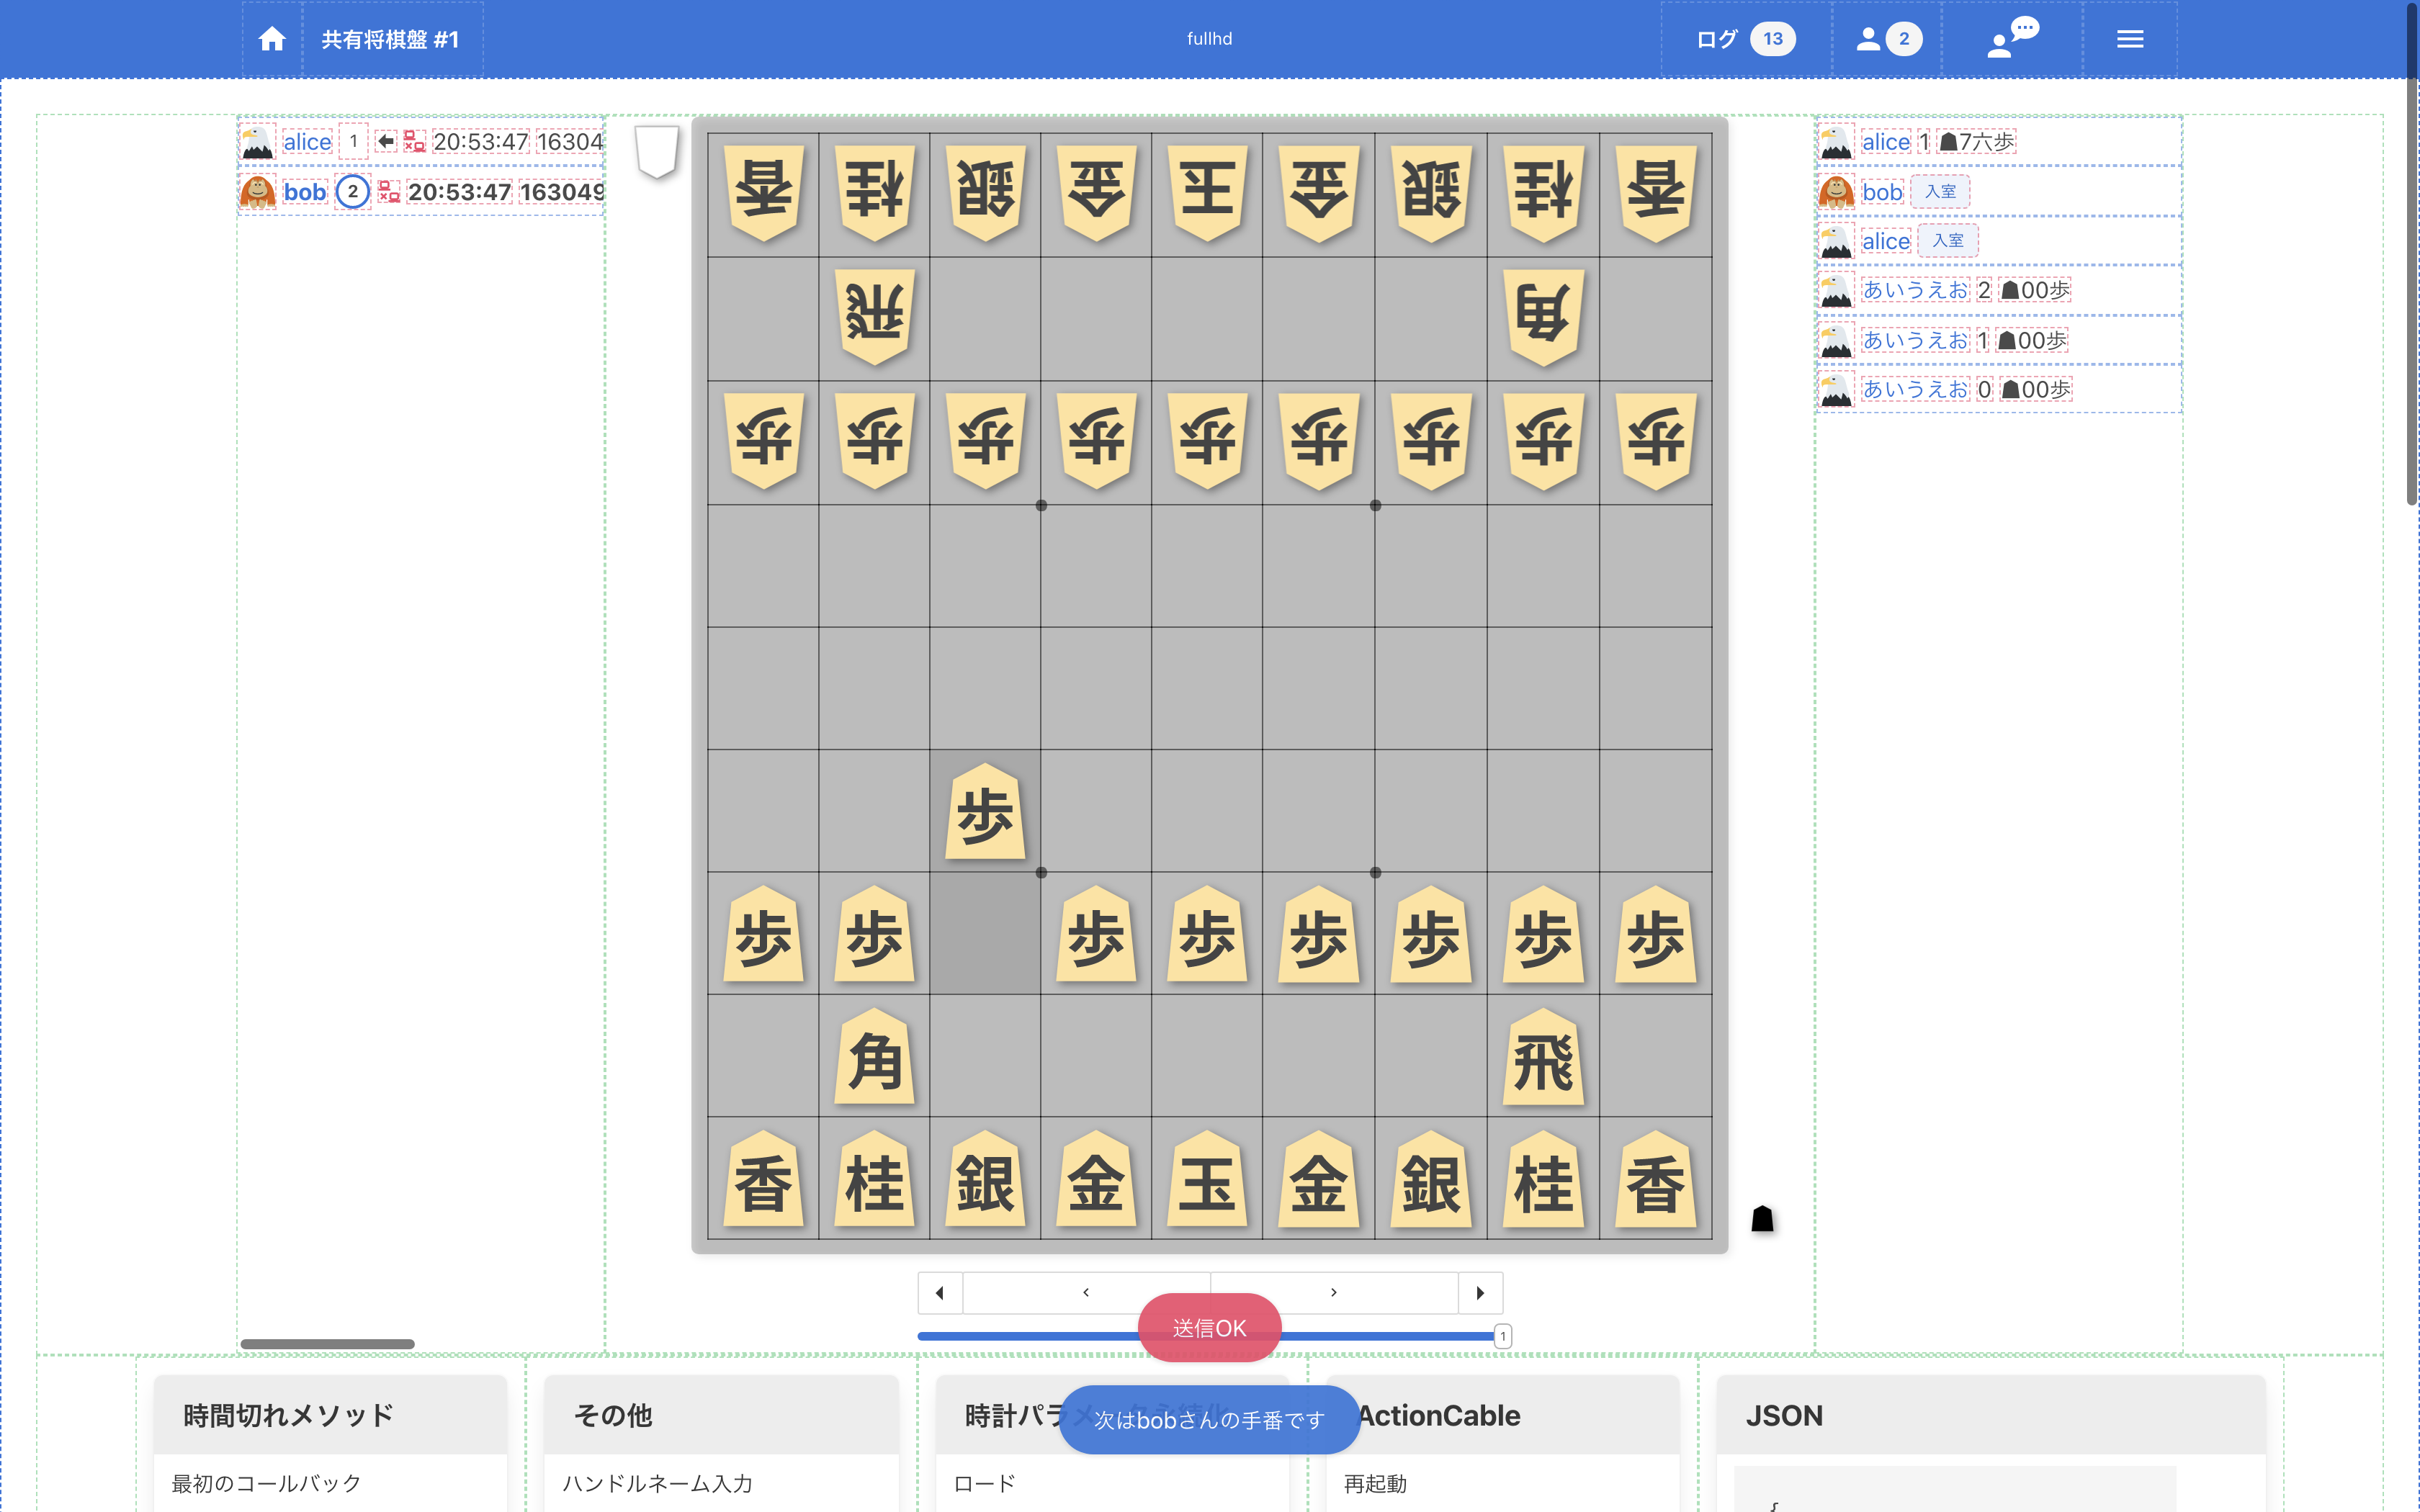 共有将棋盤 #1
fullhd
ログ 13
2
alice 1 20:53:47 16304
bob 2 20:53:47 163049
香 桂 銀 金 玉 金 銀 桂 香
飛 角
歩 歩 歩 歩 歩 歩 歩 歩 歩
歩
歩 歩 歩 歩 歩 歩 歩 歩
角 飛
香 桂 銀 金 玉 金 銀 桂 香
alice 1 ☗7六歩
bob 入室
alice 入室
あいうえお 2 ☗00歩
あいうえお 1 ☗00歩
あいうえお 0 ☗00歩
1
送信OK
次はbobさんの手番です
時間切れメソッド
最初のコールバック
その他
ハンドルネーム入力
時計パラメ
ロード
ActionCable
再起動
JSON
{